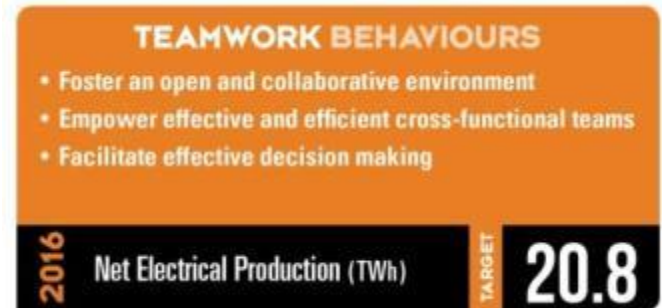 TEAMWORK BEHAVIOURS
• Foster an open and collaborative environment
• Empower effective and efficient cross-functional teams
• Facilitate effective decision making
2016
Net Electrical Production (TWh)
TARGET
20.8